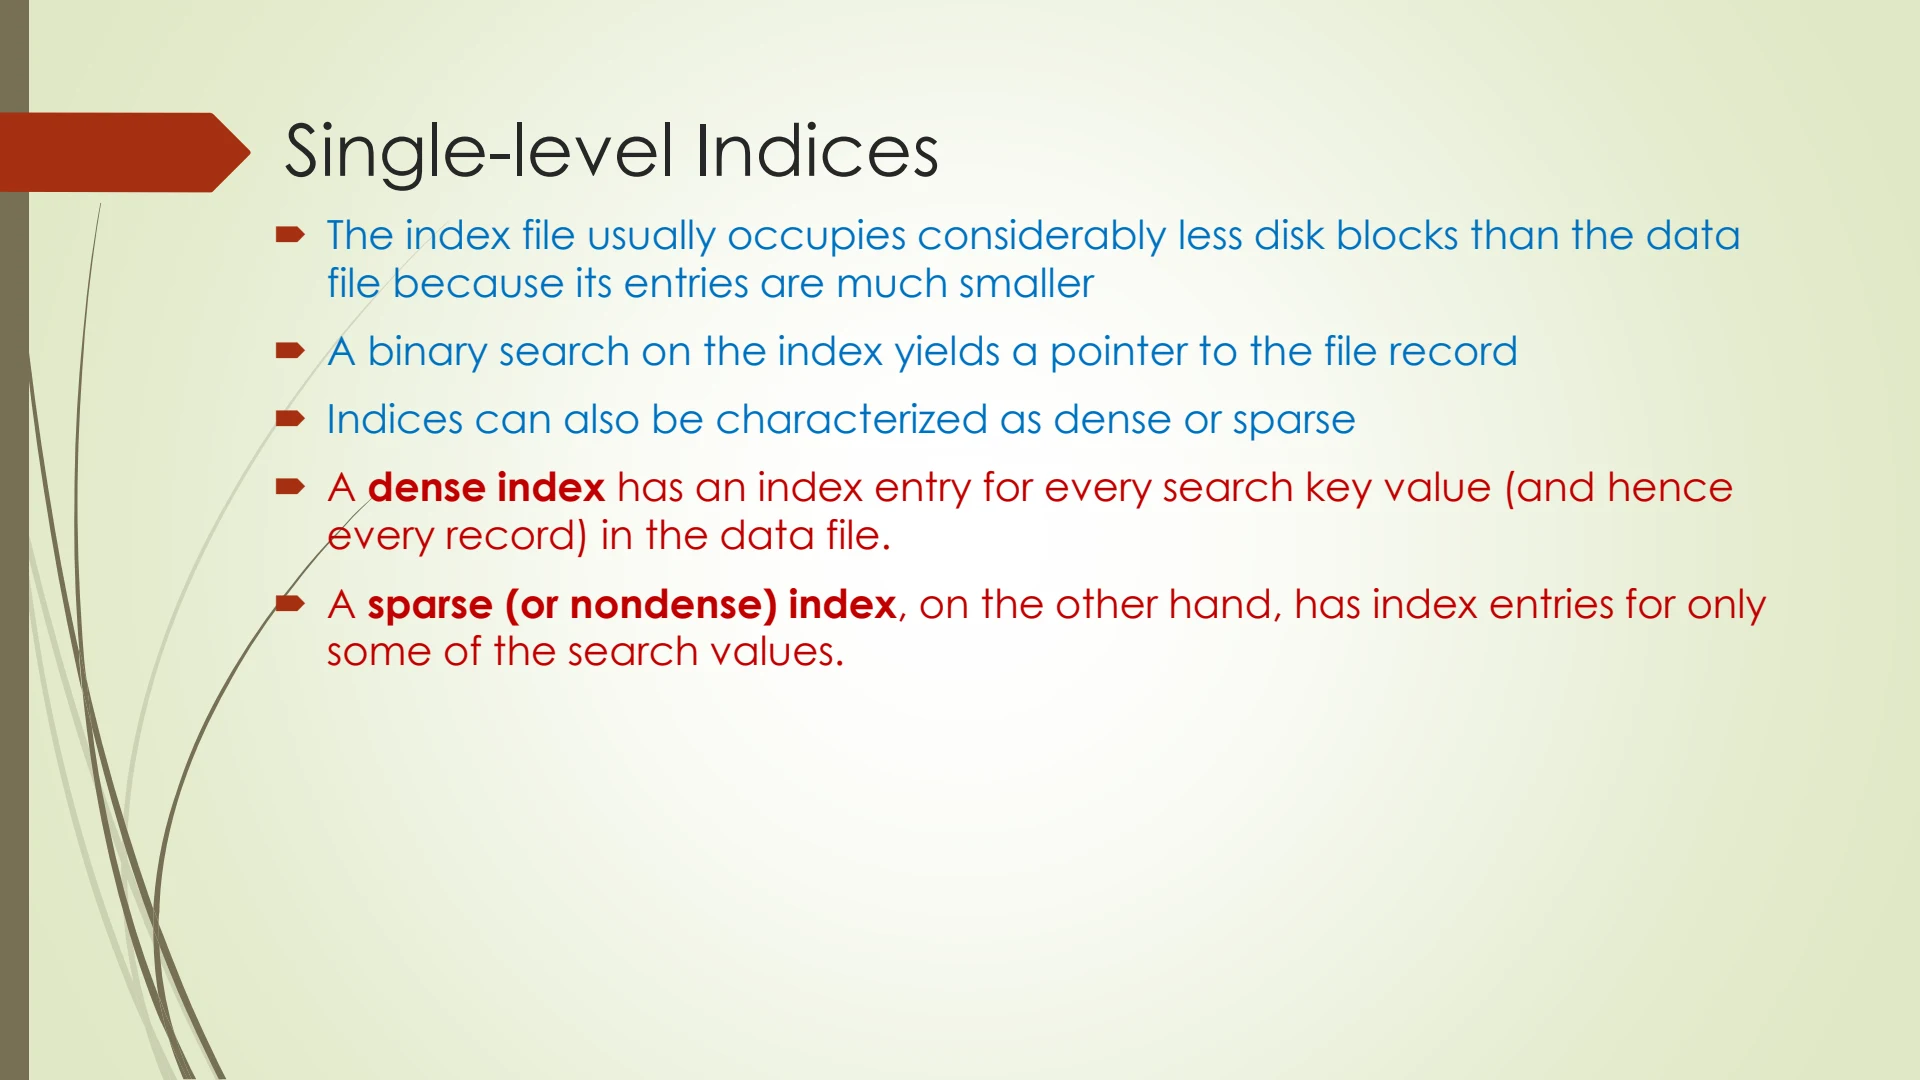 Single-level Indices
The index file usually occupies considerably less disk blocks than the data
file because its entries are much smaller
A binary search on the index yields a pointer to the file record
Indices can also be characterized as dense or sparse
A dense index has an index entry for every search key value (and hence
every record) in the data file.
A sparse (or nondense) index, on the other hand, has index entries for only
some of the search values.